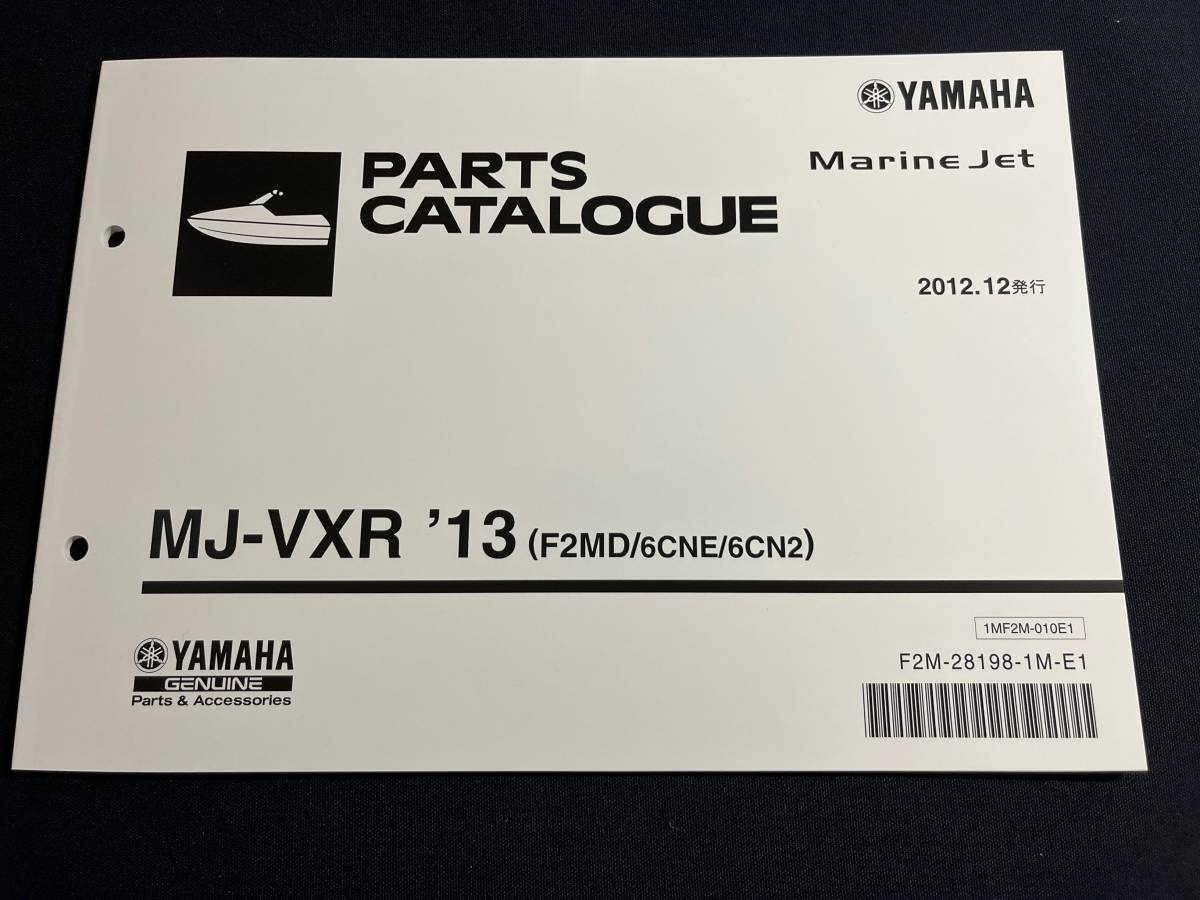 YAMAHA
Marine Jet
PARTS
CATALOGUE
2012.12発行
MJ-VXR ’13 (F2MD/6CNE/6CN2)
1MF2M-010E1
F2M-28198-1M-E1
YAMAHA
GENUINE
Parts & Accessories